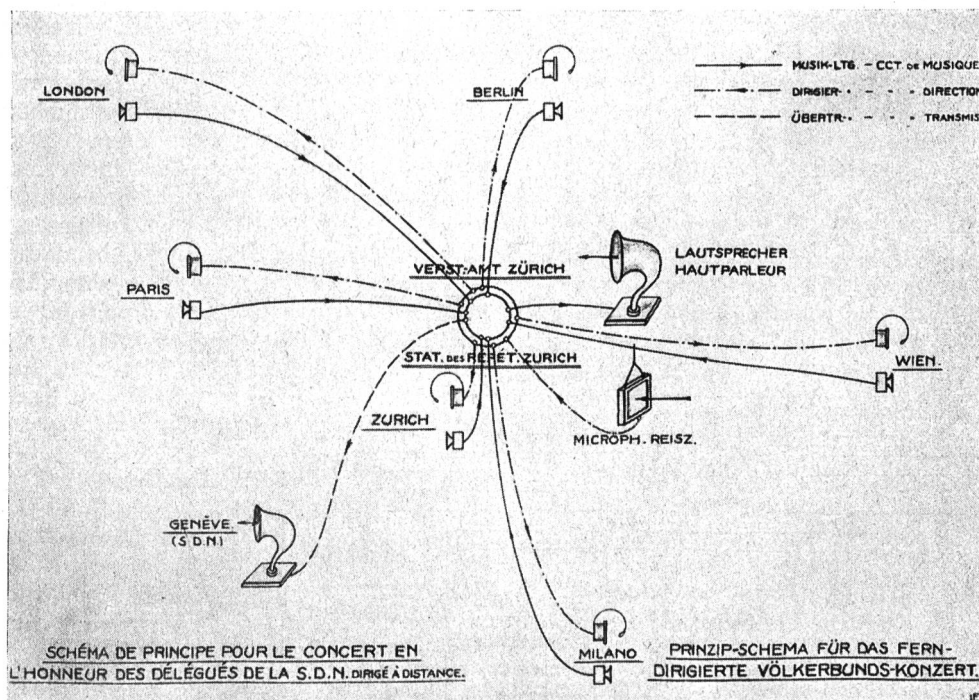 LONDON
BERLIN
MUSIK-LTG. - CCT. DE MUSIQUE
DIRIGIER- " - " - " DIRECTION
ÜBERTR.- " - " - " TRANSMIS
PARIS
VERST.AMT ZÜRICH
LAUTSPRECHER
HAUTPARLEUR
STAT. DES RÉPÉT. ZURICH
WIEN.
ZÜRICH
MICROPH. REISZ.
GENÈVE.
(S.D.N.)
MILANO
SCHÉMA DE PRINCIPE POUR LE CONCERT EN
L'HONNEUR DES DÉLÉGUÉS DE LA S.D.N. DIRIGÉ À DISTANCE.
PRINZIP-SCHEMA FÜR DAS FERN-
DIRIGIERTE VÖLKERBUNDS-KONZERT